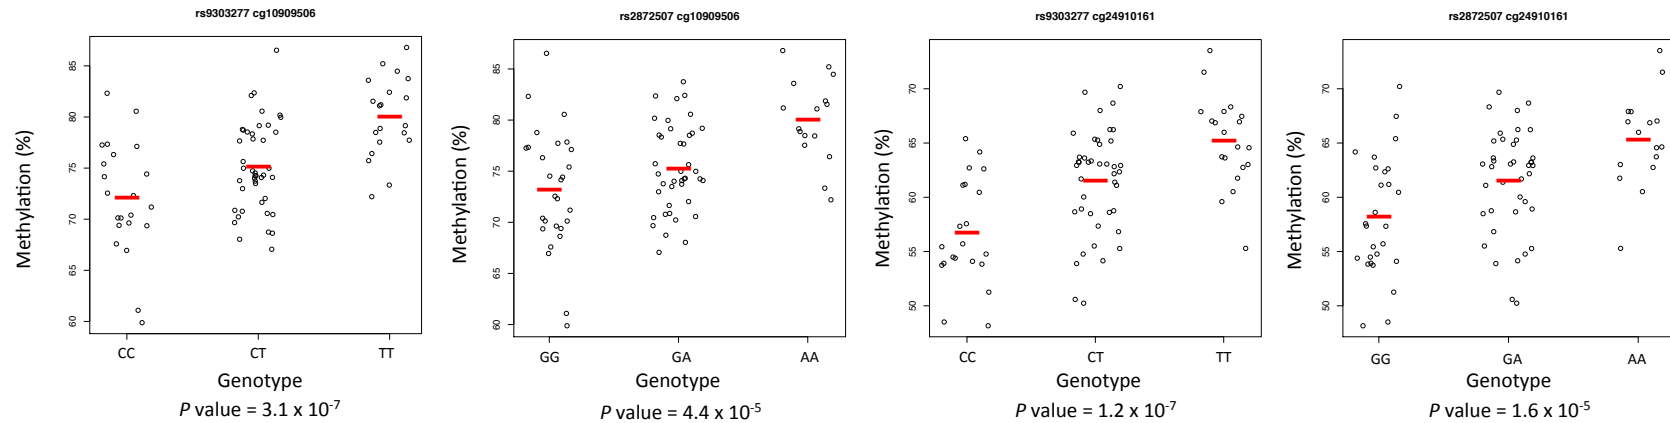 rs9303277 cg10909506
Methylation (%)
85
80
75
70
65
60
CC CT TT
Genotype
P value = 3.1 x 10-7
rs2872507 cg10909506
Methylation (%)
85
80
75
70
65
60
GG GA AA
Genotype
P value = 4.4 x 10-5
rs9303277 cg24910161
Methylation (%)
70
65
60
55
50
CC CT TT
Genotype
P value = 1.2 x 10-7
rs2872507 cg24910161
Methylation (%)
70
65
60
55
50
GG GA AA
Genotype
P value = 1.6 x 10-5